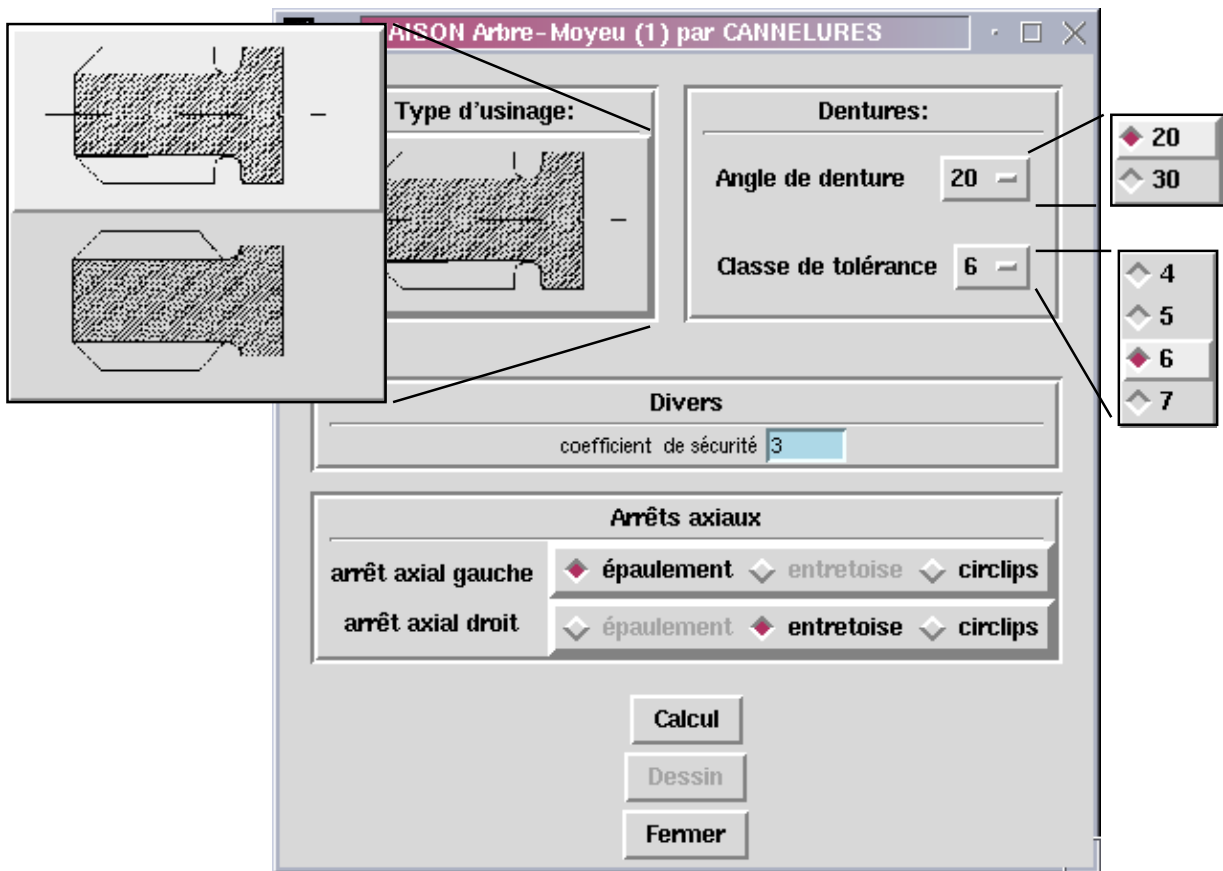 AISON Arbre-Moyeu (1) par CANNELURES
Type d'usinage:
Dentures:
Angle de denture 20
20
30
Classe de tolérance 6
4
5
6
7
Divers
coefficient de sécurité 3
Arrêts axiaux
arrêt axial gauche épaulement entretoise circlips
arrêt axial droit épaulement entretoise circlips
Calcul
Dessin
Fermer